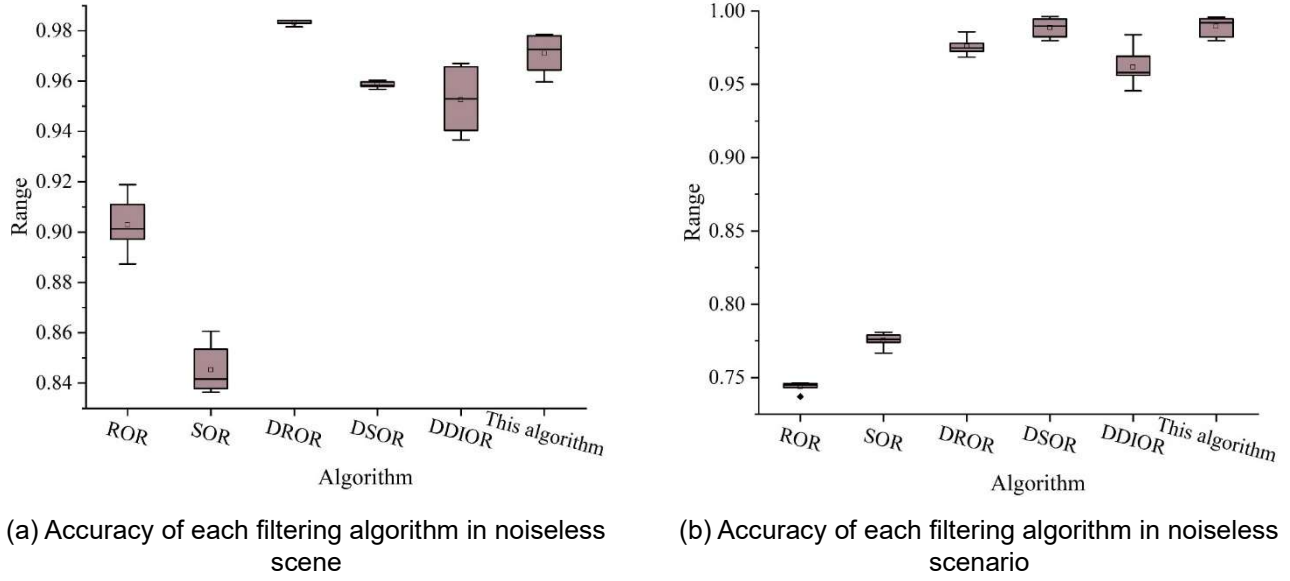 0.98
0.96
0.94
0.92
0.90
0.88
0.86
0.84
Range
ROR
SOR
DROR
DSOR
DDIOR
This algorithm
Algorithm
(a) Accuracy of each filtering algorithm in noiseless
scene
1.00
0.95
0.90
0.85
0.80
0.75
Range
ROR
SOR
DROR
DSOR
DDIOR
This algorithm
Algorithm
(b) Accuracy of each filtering algorithm in noiseless
scenario